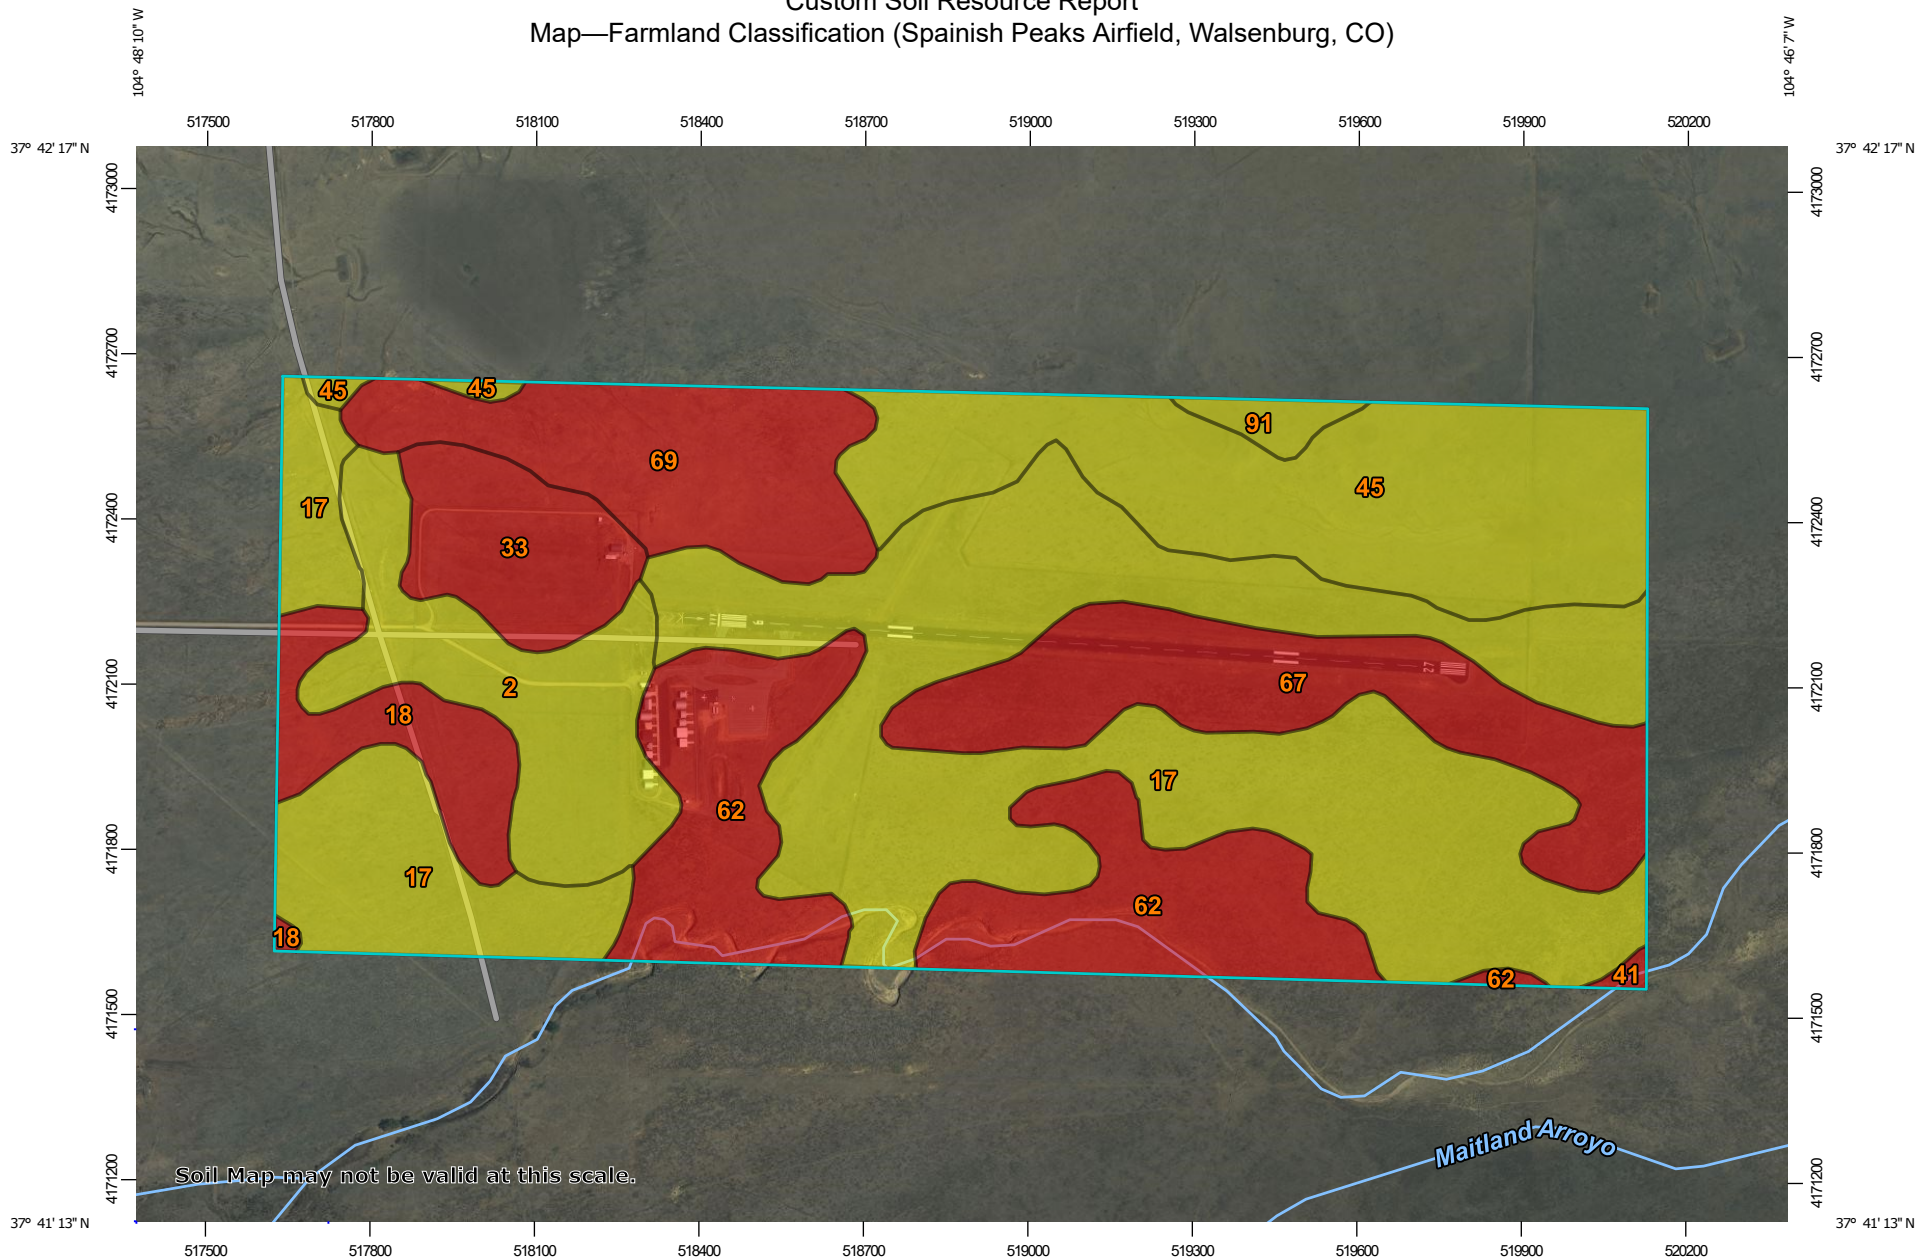 Custom Soil Resource Report
Map—Farmland Classification (Spainish Peaks Airfield, Walsenburg, CO)
104° 48' 10" W
104° 46' 7" W
517500 517800 518100 518400 518700 519000 519300 519600 519900 520200
37° 42' 17" N
37° 42' 17" N
4173000
4173000
4172700
4172700
45
45
91
69
45
17
4172400
4172400
33
27
67
4172100
4172100
2
18
17
62
4171800
4171800
17
62
18
62
41
4171500
4171500
Maitland Arroyo
Soil Map may not be valid at this scale.
4171200
4171200
37° 41' 13" N
37° 41' 13" N
517500 517800 518100 518400 518700 519000 519300 519600 519900 520200